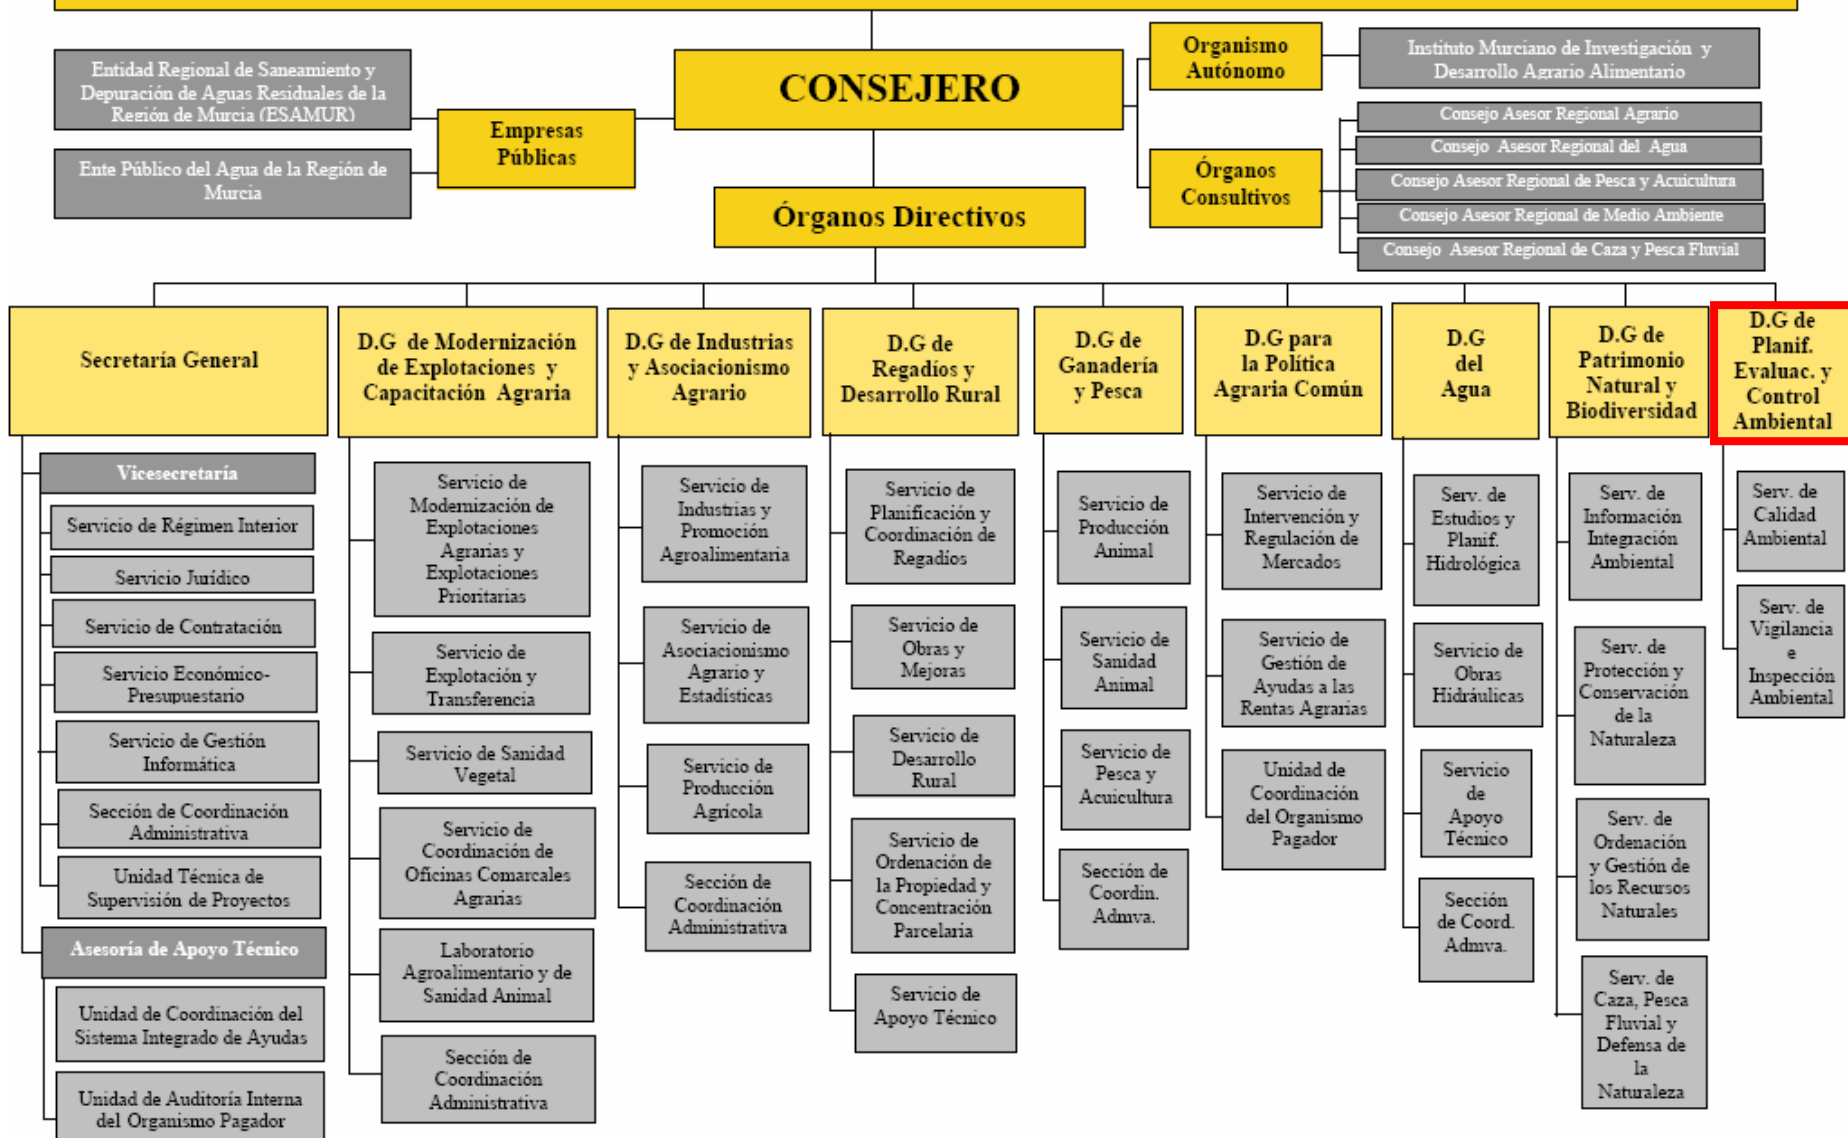 Entidad Regional de Saneamiento y
Depuración de Aguas Residuales de la
Región de Murcia (ESAMUR)
Ente Público del Agua de la Región de
Murcia
Empresas
Públicas
CONSEJERO
Organismo
Autónomo
Instituto Murciano de Investigación y
Desarrollo Agrario Alimentario
Órganos
Consultivos
Consejo Asesor Regional Agrario
Consejo Asesor Regional del Agua
Consejo Asesor Regional de Pesca y Acuicultura
Consejo Asesor Regional de Medio Ambiente
Consejo Asesor Regional de Caza y Pesca Fluvial
Órganos Directivos
Secretaría General
Vicesecretaría
Servicio de Régimen Interior
Servicio Jurídico
Servicio de Contratación
Servicio Económico-
Presupuestario
Servicio de Gestión
Informática
Sección de Coordinación
Administrativa
Unidad Técnica de
Supervisión de Proyectos
Asesoría de Apoyo Técnico
Unidad de Coordinación del
Sistema Integrado de Ayudas
Unidad de Auditoría Interna
del Organismo Pagador
D.G de Modernización
de Explotaciones y
Capacitación Agraria
Servicio de
Modernización de
Explotaciones
Agrarias y
Explotaciones
Prioritarias
Servicio de
Explotación y
Transferencia
Servicio de Sanidad
Vegetal
Servicio de
Coordinación de
Oficinas Comarcales
Agrarias
Laboratorio
Agroalimentario y de
Sanidad Animal
Sección de
Coordinación
Administrativa
D.G de Industrias
y Asociacionismo
Agrario
Servicio de
Industrias y
Promoción
Agroalimentaria
Servicio de
Asociacionismo
Agrario y
Estadísticas
Servicio de
Producción
Agrícola
Sección de
Coordinación
Administrativa
D.G de
Regadíos y
Desarrollo Rural
Servicio de
Planificación y
Coordinación de
Regadíos
Servicio de
Obras y
Mejoras
Servicio de
Desarrollo
Rural
Servicio de
Ordenación de
la Propiedad y
Concentración
Parcelaria
Servicio de
Apoyo Técnico
D.G de
Ganadería
y Pesca
Servicio de
Producción
Animal
Servicio de
Sanidad
Animal
Servicio de
Pesca y
Acuicultura
Sección de
Coordin.
Admva.
D.G para
la Política
Agraria Común
Servicio de
Intervención y
Regulación de
Mercados
Servicio de
Gestión de
Ayudas a las
Rentas Agrarias
Unidad de
Coordinación
del Organismo
Pagador
D.G
del
Agua
Serv. de
Estudios y
Planif.
Hidrológica
Servicio de
Obras
Hidráulicas
Servicio
de
Apoyo
Técnico
Sección
de Coord.
Admva.
D.G de
Patrimonio
Natural y
Biodiversidad
Serv. de
Información
Integración
Ambiental
Serv. de
Protección y
Conservación
de la
Naturaleza
Serv. de
Ordenación
y Gestión de
los Recursos
Naturales
Serv. de
Caza, Pesca
Fluvial y
Defensa de
la
Naturaleza
D.G de
Planif.
Evaluac. y
Control
Ambiental
Serv. de
Calidad
Ambiental
Serv. de
Vigilancia
e
Inspección
Ambiental